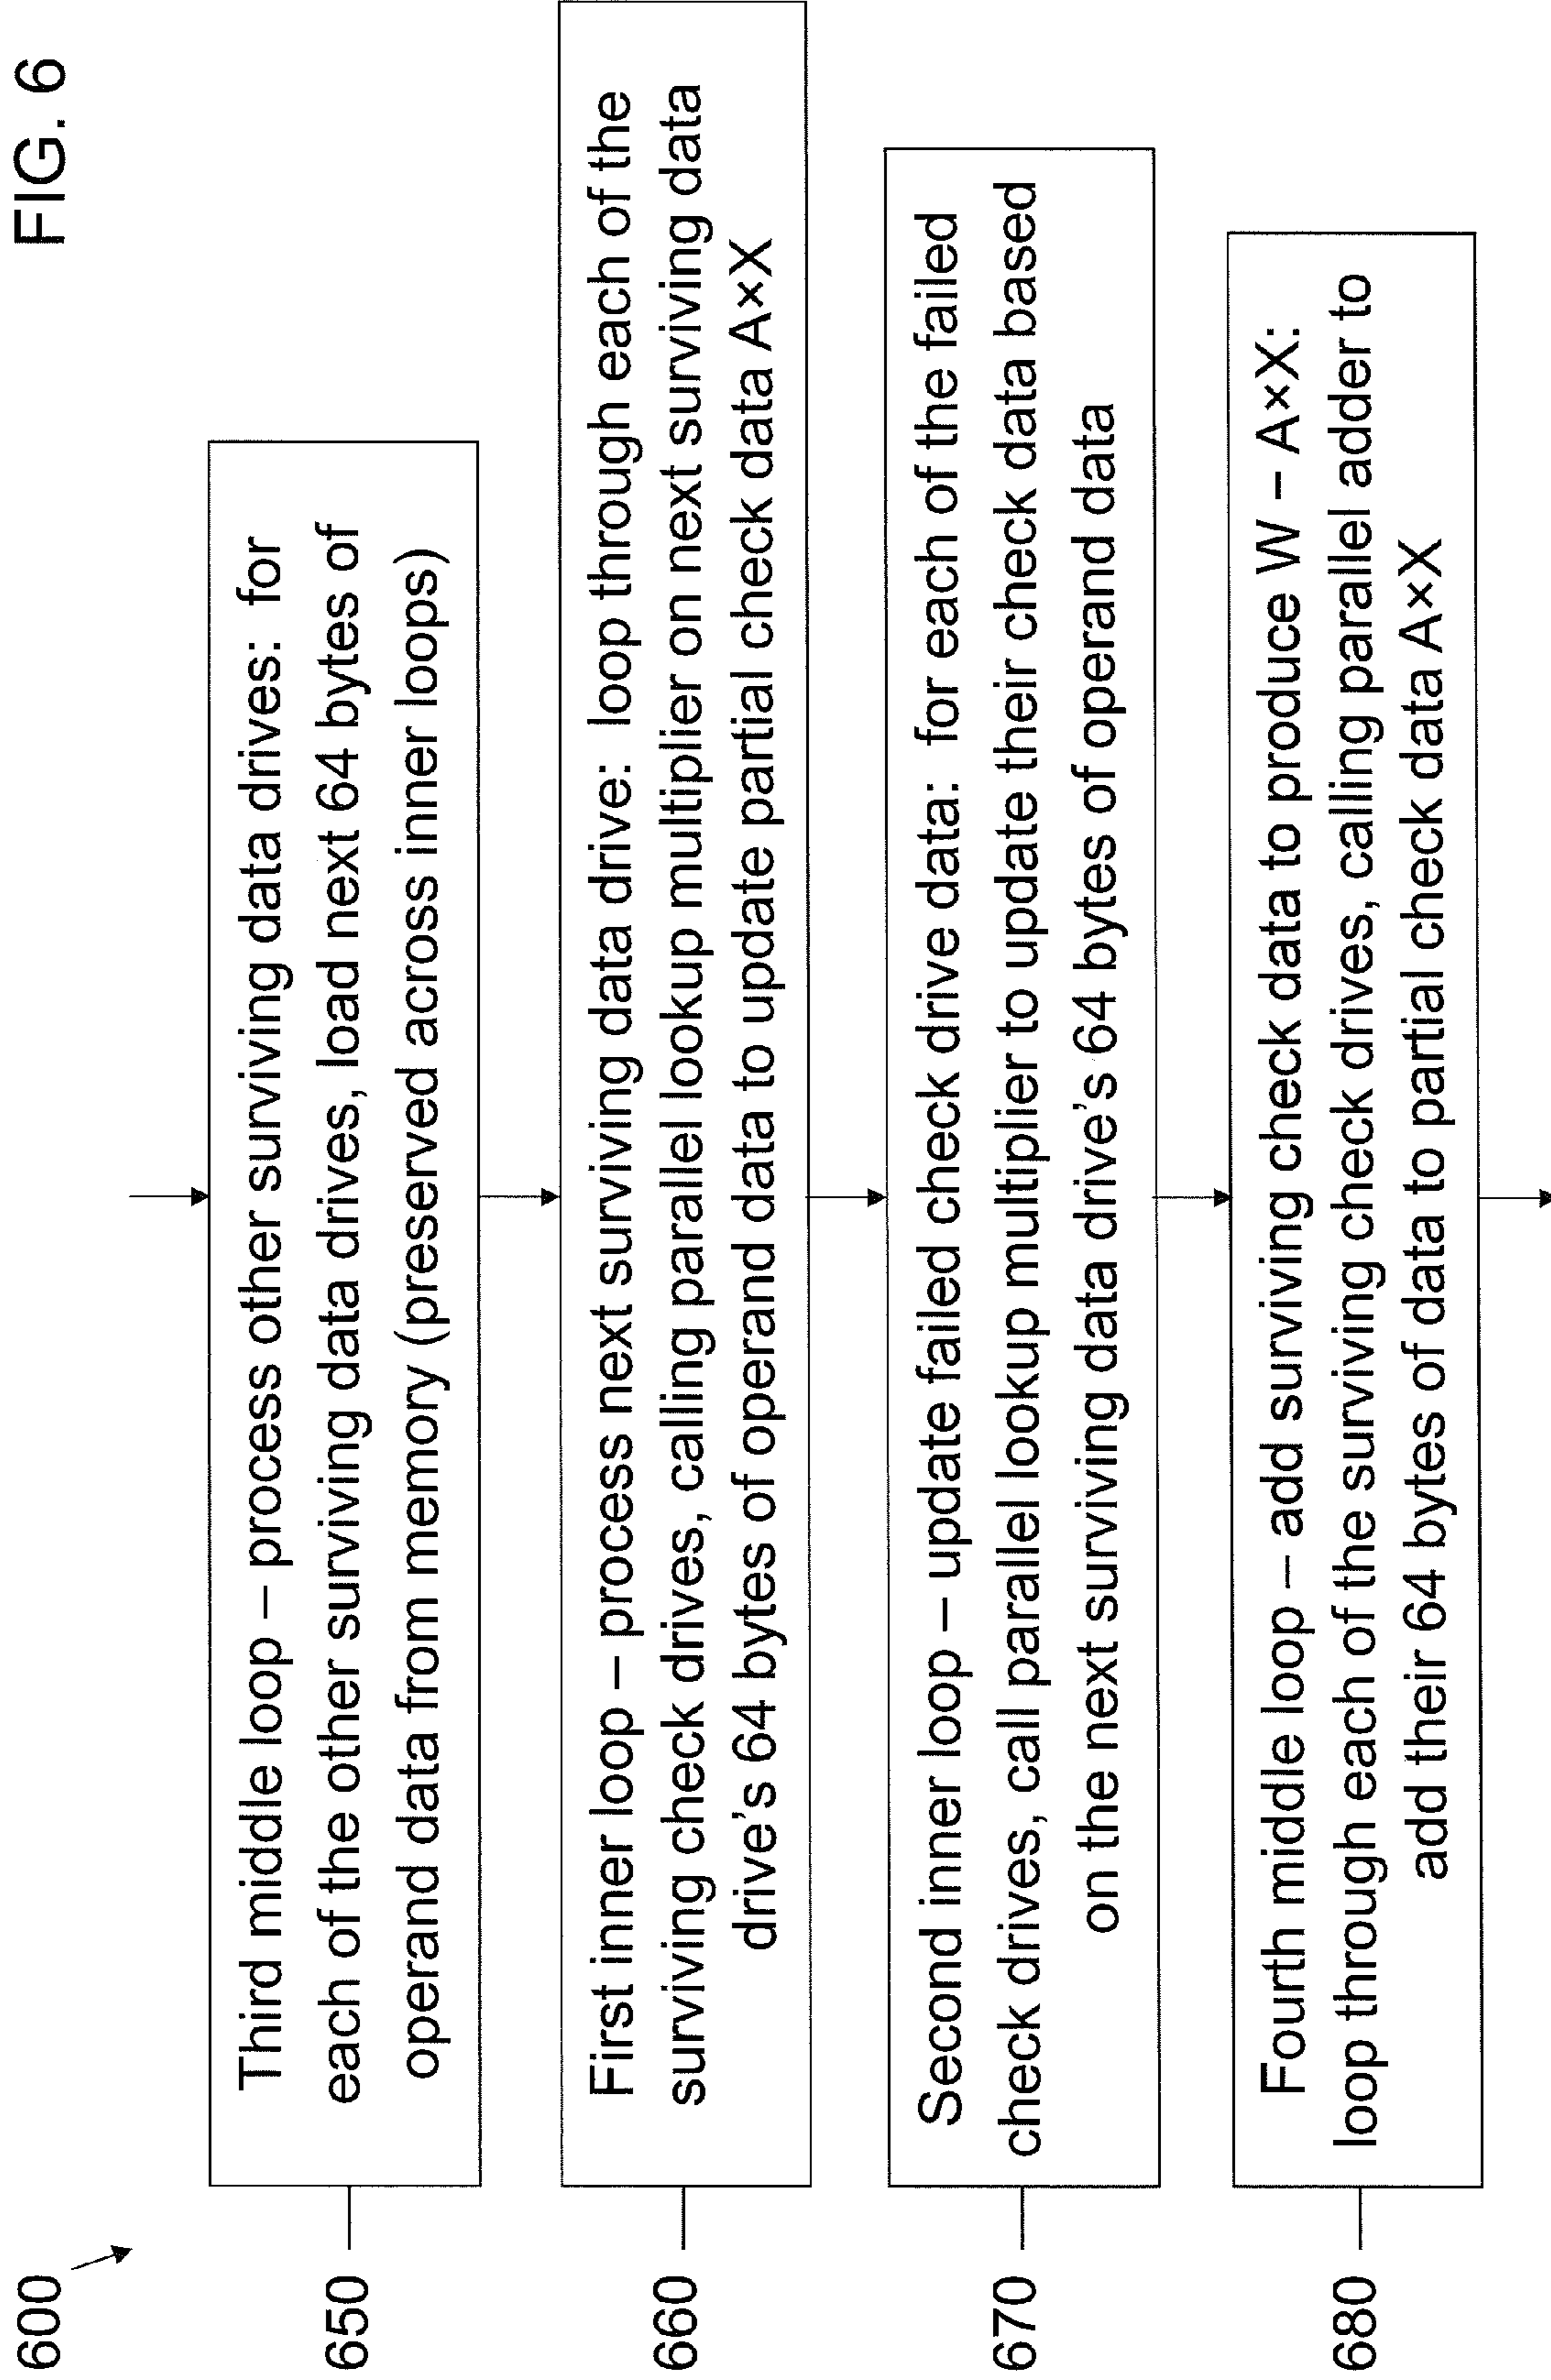 FIG. 6
600
650
Third middle loop – process other surviving data drives: for
each of the other surviving data drives, load next 64 bytes of
operand data from memory (preserved across inner loops)
660
First inner loop – process next surviving data drive: loop through each of the
surviving check drives, calling parallel lookup multiplier on next surviving data
drive's 64 bytes of operand data to update partial check data A×X
670
Second inner loop – update failed check drive data: for each of the failed
check drives, call parallel lookup multiplier to update their check data based
on the next surviving data drive's 64 bytes of operand data
680
Fourth middle loop – add surviving check data to produce W – A×X:
loop through each of the surviving check drives, calling parallel adder to
add their 64 bytes of data to partial check data A×X